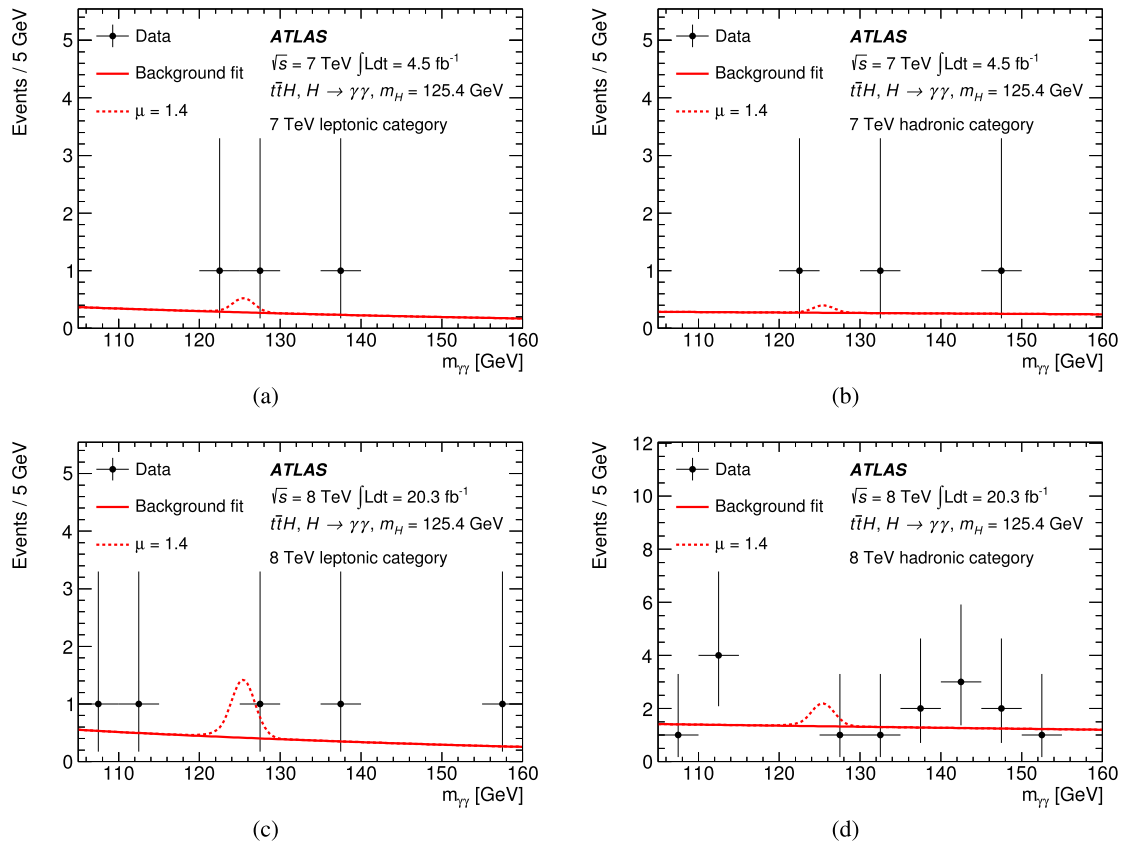 Events / 5 GeV
5
4
3
2
1
0
Data
Background fit
μ = 1.4
ATLAS
√s = 7 TeV ∫Ldt = 4.5 fb⁻¹
tt̄H, H → γγ, m_H = 125.4 GeV
7 TeV leptonic category
110 120 130 140 150 160
m_γγ [GeV]
(a)
Events / 5 GeV
5
4
3
2
1
0
Data
Background fit
μ = 1.4
ATLAS
√s = 7 TeV ∫Ldt = 4.5 fb⁻¹
tt̄H, H → γγ, m_H = 125.4 GeV
7 TeV hadronic category
110 120 130 140 150 160
m_γγ [GeV]
(b)
Events / 5 GeV
5
4
3
2
1
0
Data
Background fit
μ = 1.4
ATLAS
√s = 8 TeV ∫Ldt = 20.3 fb⁻¹
tt̄H, H → γγ, m_H = 125.4 GeV
8 TeV leptonic category
110 120 130 140 150 160
m_γγ [GeV]
(c)
Events / 5 GeV
12
10
8
6
4
2
0
Data
Background fit
μ = 1.4
ATLAS
√s = 8 TeV ∫Ldt = 20.3 fb⁻¹
tt̄H, H → γγ, m_H = 125.4 GeV
8 TeV hadronic category
110 120 130 140 150 160
m_γγ [GeV]
(d)